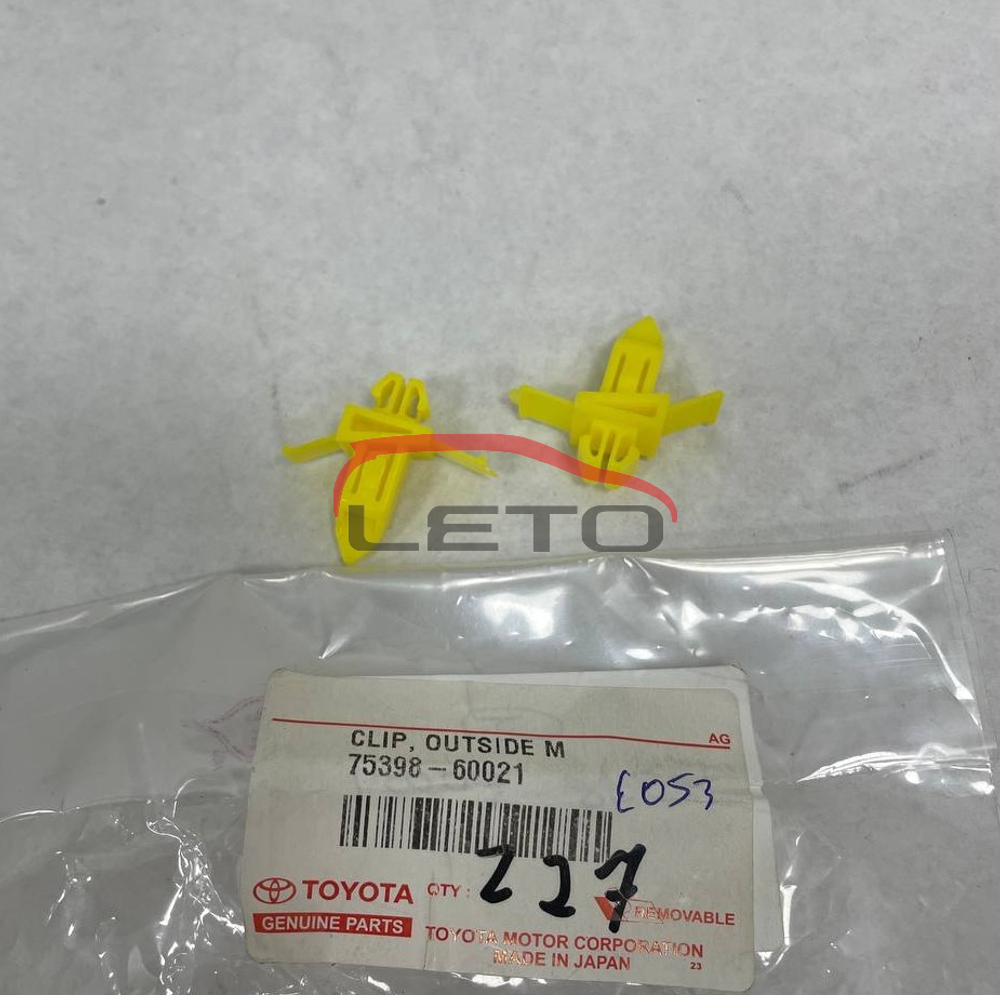 LETO
AG
CLIP, OUTSIDE M
75398-60021
E053
TOYOTA
QTY : 227
GENUINE PARTS
REMOVABLE
TOYOTA MOTOR CORPORATION
MADE IN JAPAN 23